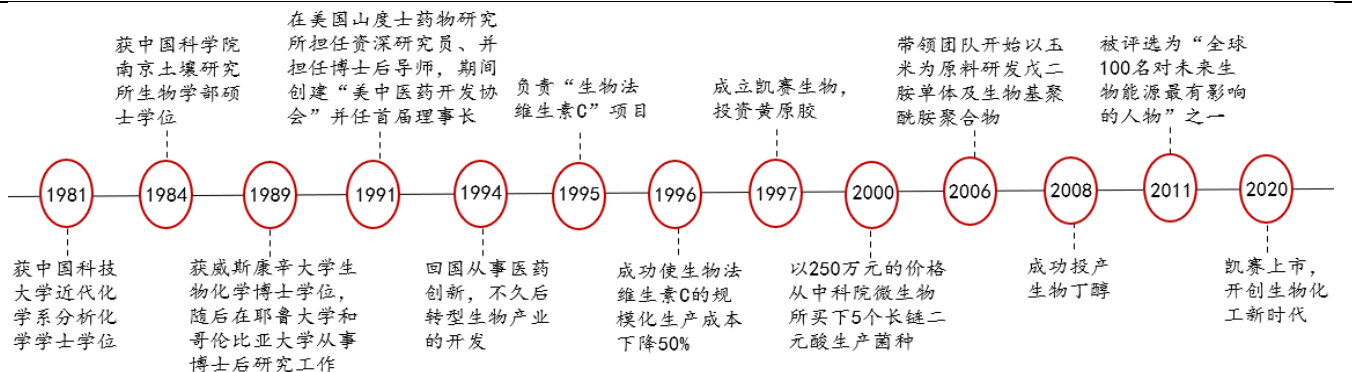 获中国科学院
南京土壤研究
所生物学部硕
士学位
在美国山度士药物研究
所担任资深研究员、并
担任博士后导师，期间
创建“美中医药开发协
会”并任首届理事长
负责“生物法
维生素C”项目
成立凯赛生物，
投资黄原胶
带领团队开始以玉
米为原料研发戊二
胺单体及生物基聚
酰胺聚合物
被评选为“全球
100名对未来生
物能源最有影响
的人物”之一
1981
1984
1989
1991
1994
1995
1996
1997
2000
2006
2008
2011
2020
获中国科技
大学近代化
学系分析化
学学士学位
获威斯康辛大学生
物化学博士学位，
随后在耶鲁大学和
哥伦比亚大学从事
博士后研究工作
回国从事医药
创新，不久后
转型生物产业
的开发
成功使生物法
维生素C的规
模化生产成本
下降50%
以250万元的价格
从中科院微生物
所买下5个长链二
元酸生产菌种
成功投产
生物丁醇
凯赛上市，
开创生物化
工新时代